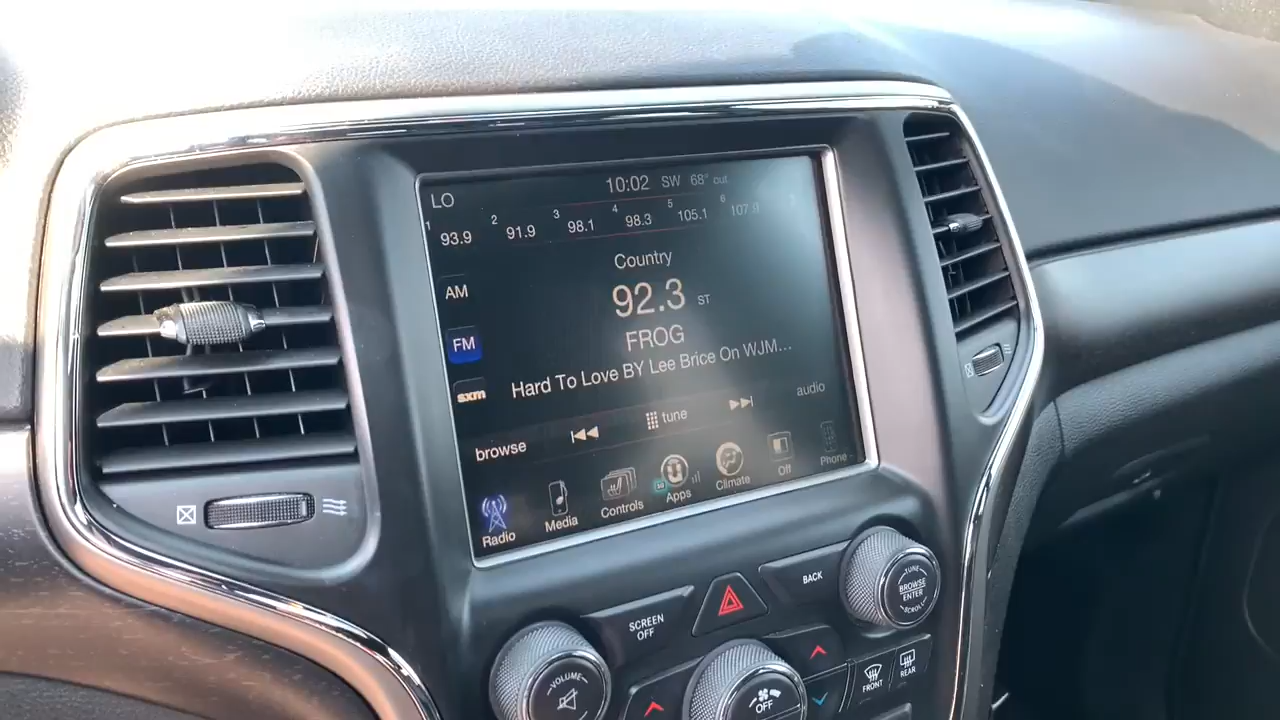 LO 10:02 SW 68° out
1 93.9 2 91.9 3 98.1 4 98.3 5 105.1 6 107.9
Country
AM
92.3 ST
FM
FROG
sxm
Hard To Love BY Lee Brice On WJM...
browse tune audio
Radio Media Controls Apps Climate Off Phone
SCREEN
OFF
BACK
TUNE
BROWSE
ENTER
SCROLL
VOLUME
OFF
FRONT
REAR